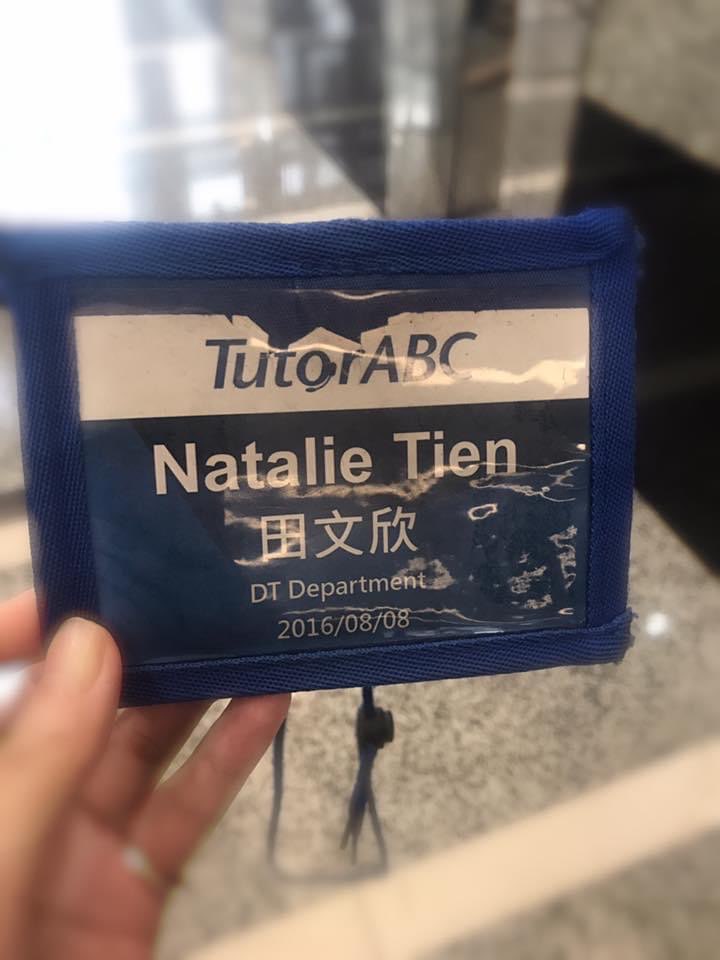 TutorABC
Natalie Tien
田文欣
DT Department
2016/08/08